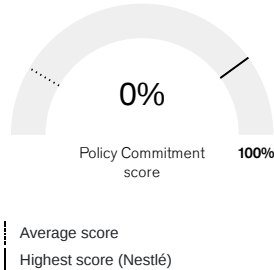 0%
Policy Commitment 100%
score
Average score
Highest score (Nestlé)